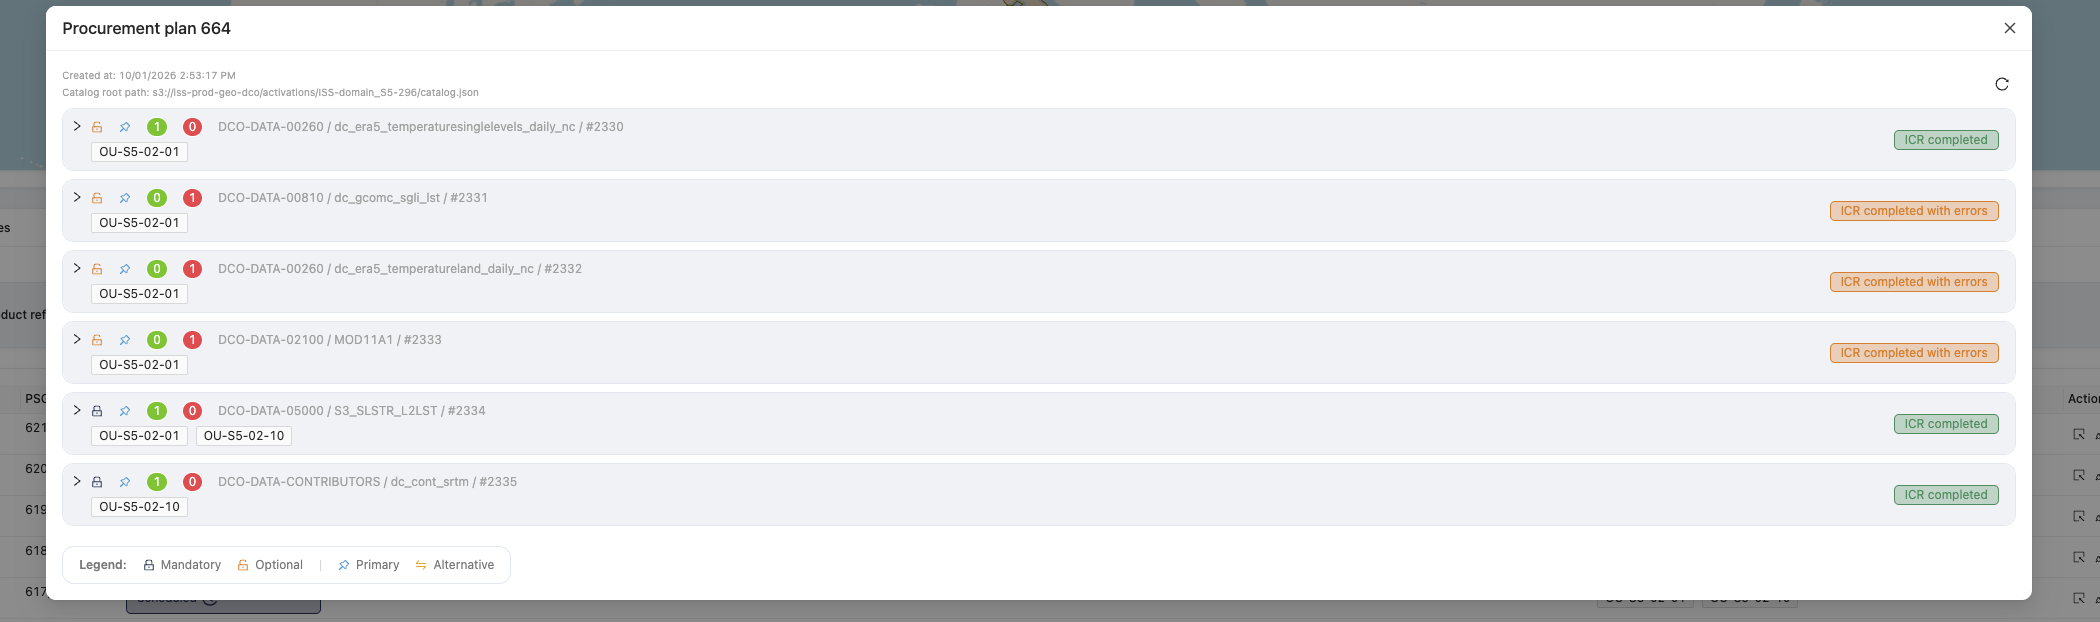 Procurement plan 664
Created at: 10/01/2026 2:53:17 PM
Catalog root path: s3://iss-prod-geo-dco/activations/ISS-domain_S5-296/catalog.json
1 0 DCO-DATA-00260 / dc_era5_temperaturesinglelevels_daily_nc / #2330
OU-S5-02-01
ICR completed
0 1 DCO-DATA-00810 / dc_gcomc_sgli_lst / #2331
OU-S5-02-01
ICR completed with errors
0 1 DCO-DATA-00260 / dc_era5_temperatureland_daily_nc / #2332
OU-S5-02-01
ICR completed with errors
0 1 DCO-DATA-02100 / MOD11A1 / #2333
OU-S5-02-01
ICR completed with errors
1 0 DCO-DATA-05000 / S3_SLSTR_L2LST / #2334
OU-S5-02-01 OU-S5-02-10
ICR completed
1 0 DCO-DATA-CONTRIBUTORS / dc_cont_srtm / #2335
OU-S5-02-10
ICR completed
Legend: Mandatory Optional | Primary Alternative
es
duct ref
PSO
621
620
619
618
617
Action